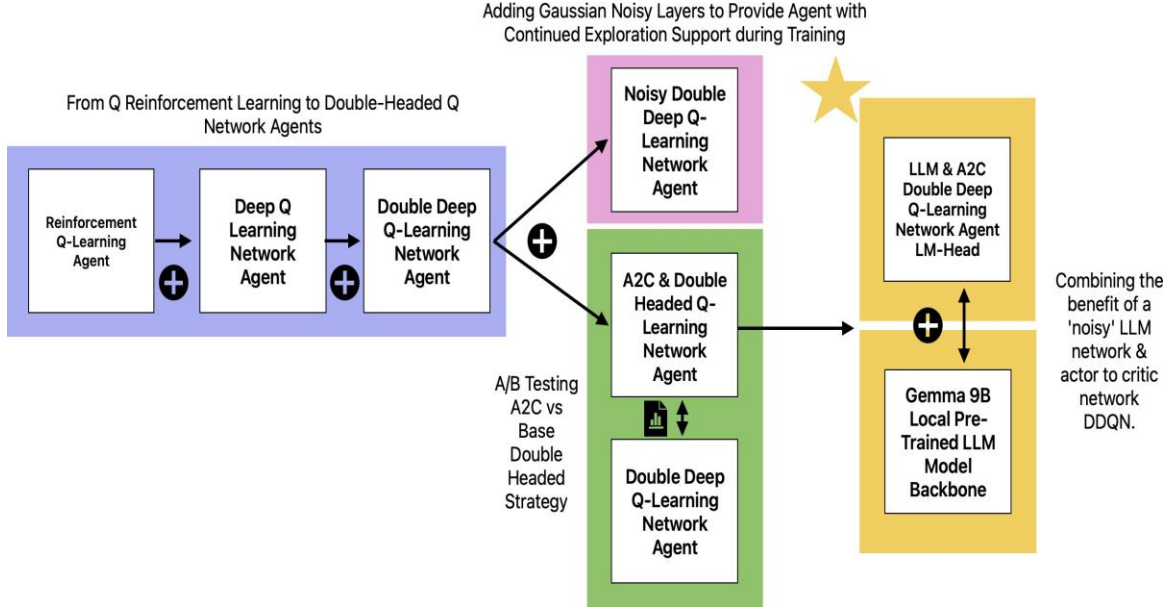 Adding Gaussian Noisy Layers to Provide Agent with
Continued Exploration Support during Training
From Q Reinforcement Learning to Double-Headed Q
Network Agents
Reinforcement
Q-Learning
Agent
Deep Q
Learning
Network
Agent
Double Deep
Q-Learning
Network
Agent
Noisy Double
Deep Q-
Learning
Network
Agent
A2C & Double
Headed Q-
Learning
Network
Agent
A/B Testing
A2C vs
Base
Double
Headed
Strategy
Double Deep
Q-Learning
Network
Agent
LLM & A2C
Double Deep
Q-Learning
Network Agent
LM-Head
Gemma 9B
Local Pre-
Trained LLM
Model
Backbone
Combining the
benefit of a
'noisy' LLM
network &
actor to critic
network
DDQN.